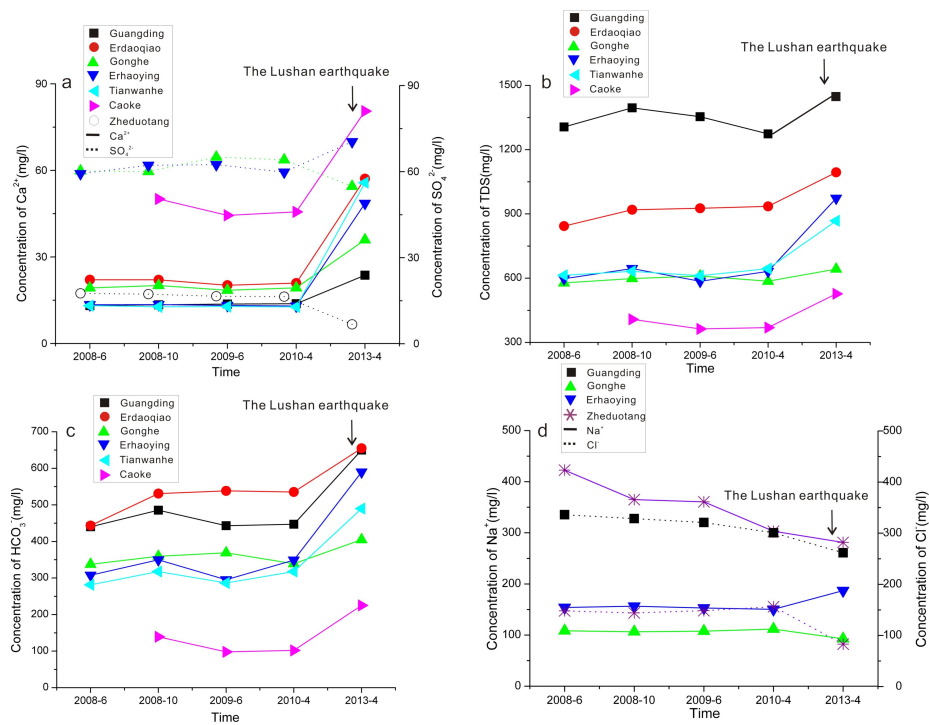 a
Guangding
Erdaoqiao
Gonghe
Erhaoying
Tianwanhe
Caoke
Zheduotang
Ca²⁺
SO₄²⁻
The Lushan earthquake
Concentration of Ca²⁺(mg/l)
90
60
30
0
Concentration of SO₄²⁻(mg/l)
90
60
30
0
2008-6 2008-10 2009-6 2010-4 2013-4
Time
b
Guangding
Erdaoqiao
Gonghe
Erhaoying
Tianwanhe
Caoke
The Lushan earthquake
Concentration of TDS(mg/l)
1500
1200
900
600
300
2008-6 2008-10 2009-6 2010-4 2013-4
Time
c
Guangding
Erdaoqiao
Gonghe
Erhaoying
Tianwanhe
Caoke
The Lushan earthquake
Concentration of HCO₃⁻(mg/l)
700
600
500
400
300
200
100
0
2008-6 2008-10 2009-6 2010-4 2013-4
Time
d
Guangding
Gonghe
Erhaoying
Zheduotang
Na⁺
Cl⁻
The Lushan earthquake
Concentration of Na⁺(mg/l)
500
400
300
200
100
0
Concentration of Cl⁻(mg/l)
500
400
300
200
100
0
2008-6 2008-10 2009-6 2010-4 2013-4
Time